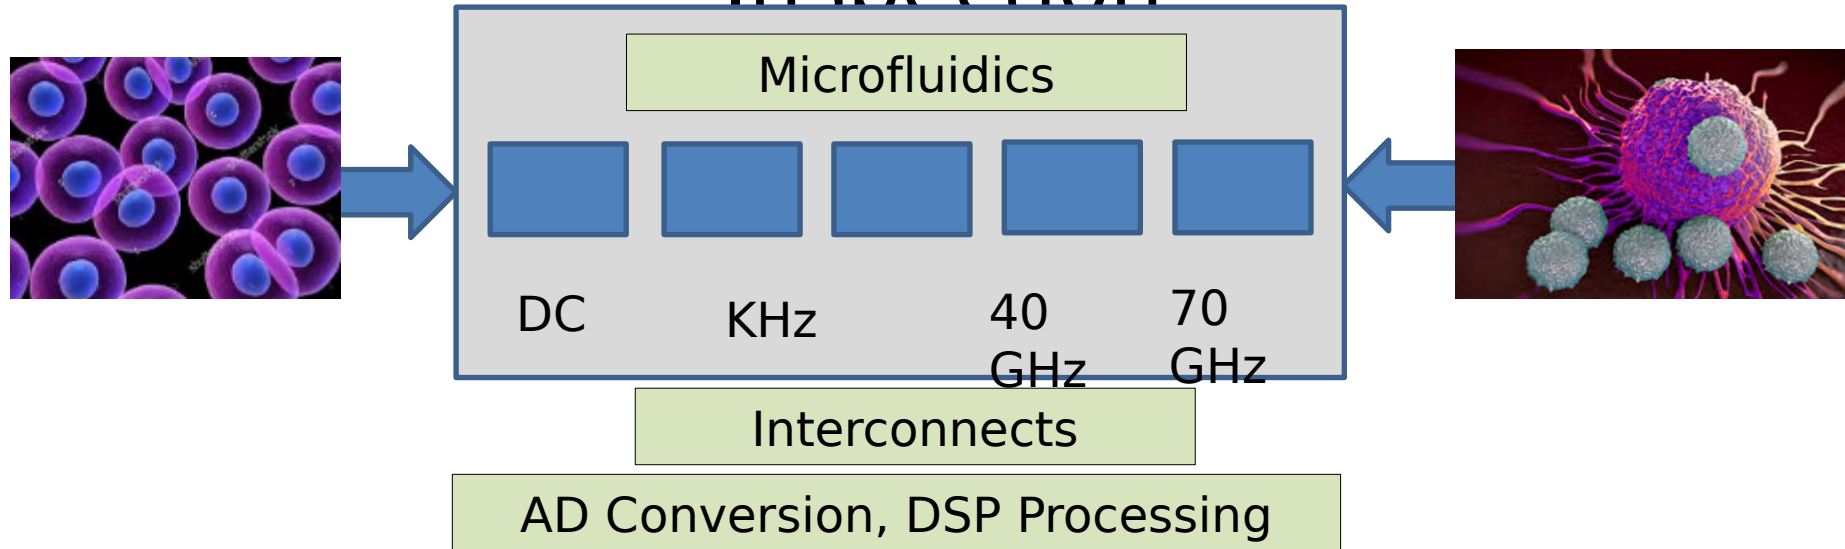 Microfluidics
DC
KHz
40
GHz
70
GHz
Interconnects
AD Conversion, DSP Processing